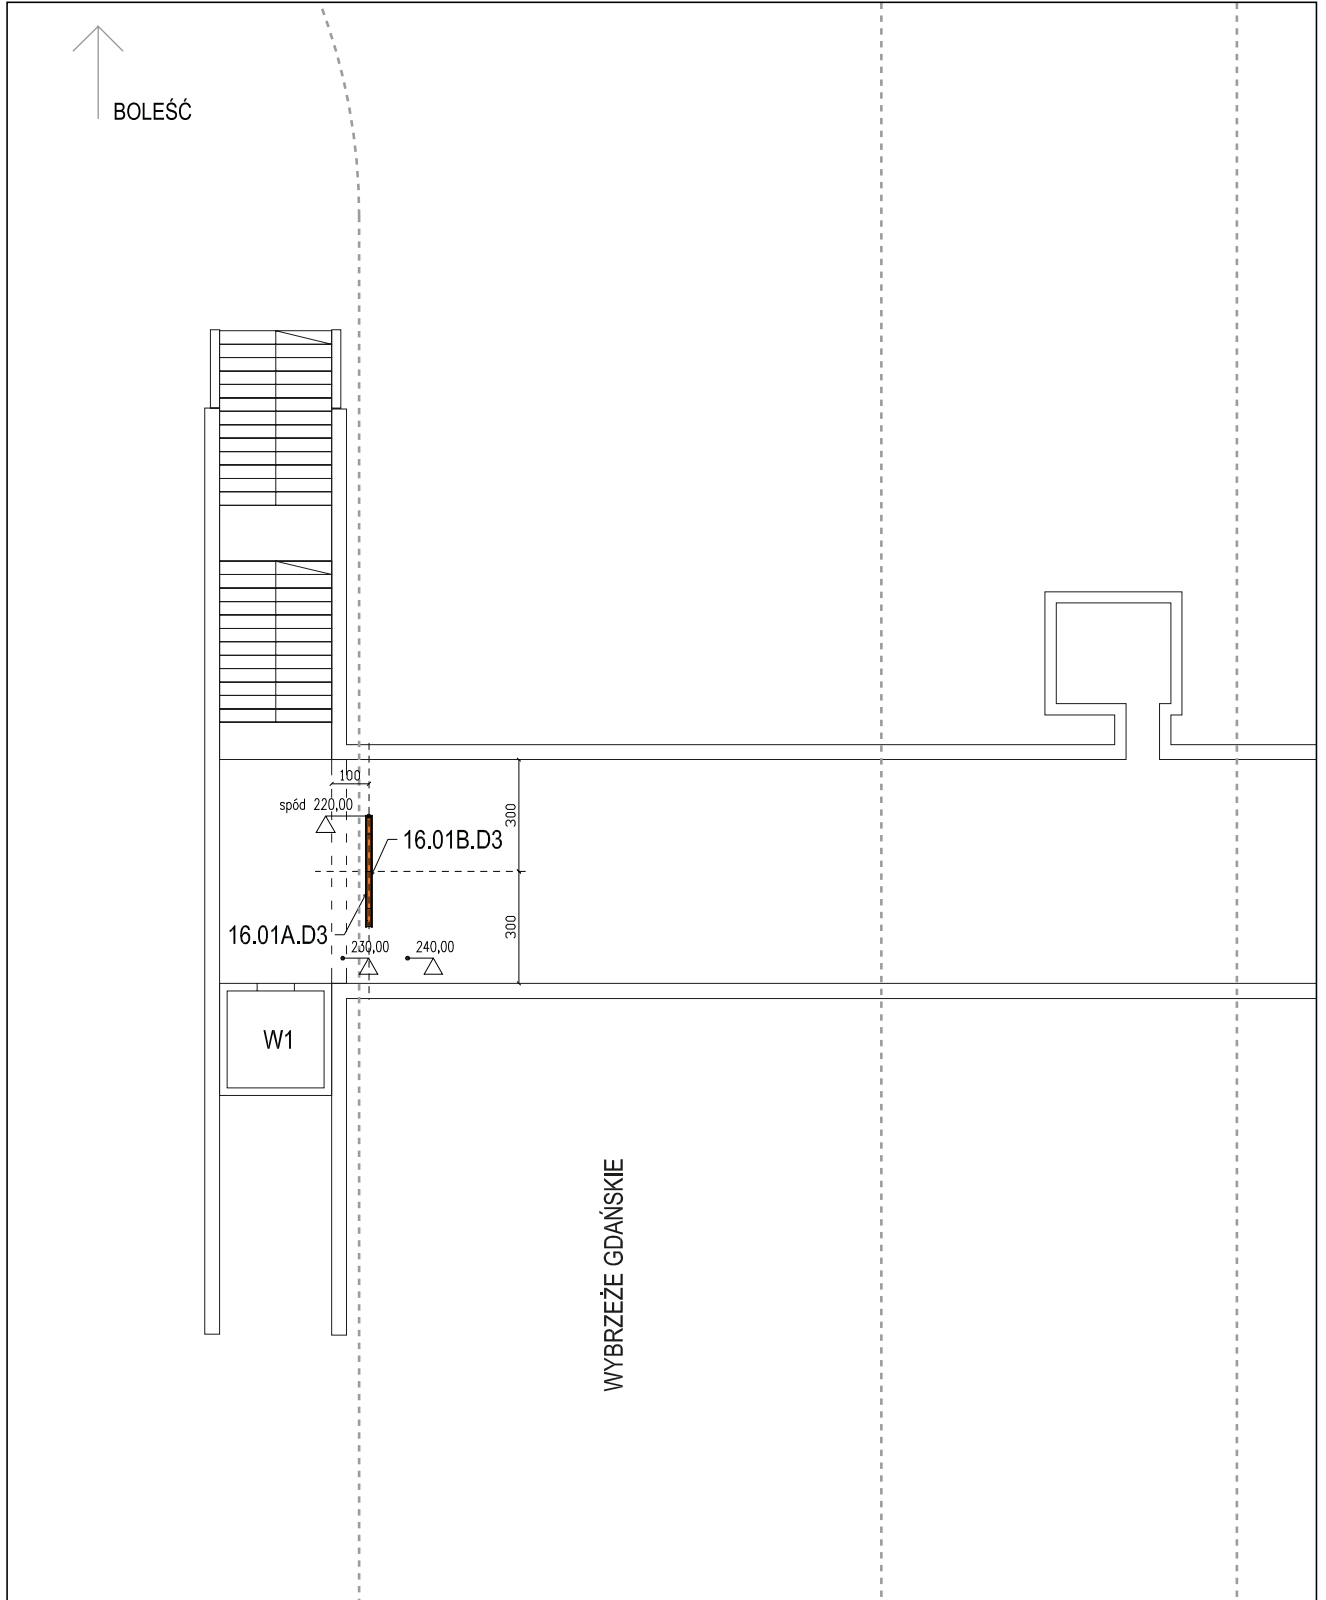 BOLEŚĆ
100
spód 220,00
300
16.01B.D3
300
16.01A.D3
230,00
240,00
W1
WYBRZEŻE GDAŃSKIE